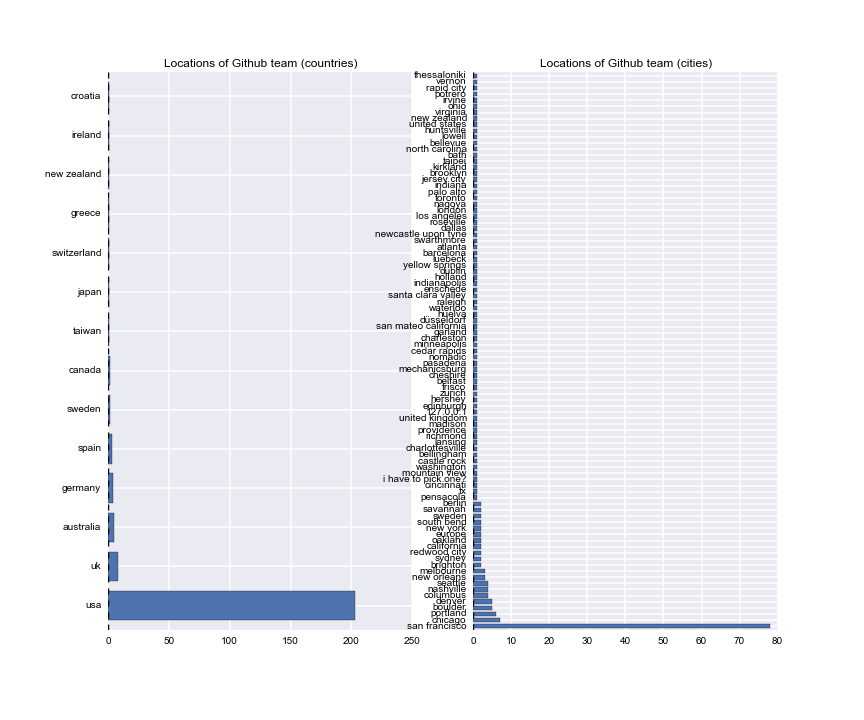 Locations of Github team (countries)
croatia
ireland
new zealand
greece
switzerland
japan
taiwan
canada
sweden
spain
germany
australia
uk
usa
0 50 100 150 200 250
Locations of Github team (cities)
thessaloniki
vernon
rapid city
potrero
irvine
ohio
virginia
new zealand
united states
huntsville
lowell
bellevue
north carolina
bath
taipei
kirkland
brooklyn
jersey city
indiana
palo alto
toronto
nagoya
london
los angeles
roseville
dallas
newcastle upon tyne
swarthmore
atlanta
barcelona
luebeck
yellow springs
dublin
holland
indianapolis
enschede
santa clara valley
raleigh
waterloo
huelva
düsseldorf
san mateo california
garland
charleston
minneapolis
cedar rapids
nomadic
pasadena
mechanicsburg
cheshire
belfast
frisco
zurich
hershey
edinburgh
127.0.0.1
united kingdom
madison
providence
richmond
lansing
charlottesville
bellingham
castle rock
washington
mountain view
i have to pick one?
cincinnati
tx
pensacola
berlin
savannah
sweden
south bend
new york
europe
oakland
california
redwood city
sydney
brighton
melbourne
new orleans
seattle
nashville
columbus
denver
boulder
portland
chicago
san francisco
0 10 20 30 40 50 60 70 80